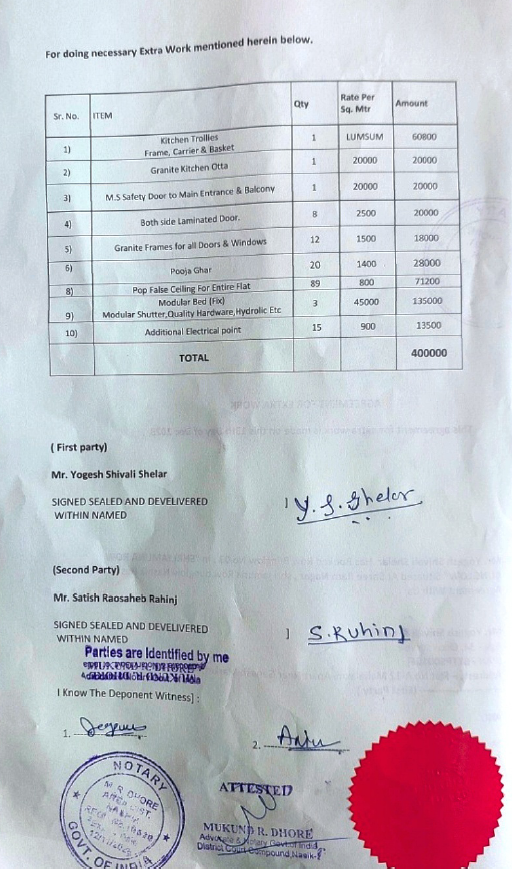 For doing necessary Extra Work mentioned herein below.
Sr. No. ITEM Qty Rate Per Sq. Mtr Amount
1) Kitchen Trollies Frame, Carrier & Basket 1 LUMSUM 60800
2) Granite Kitchen Otta 1 20000 20000
3) M.S Safety Door to Main Entrance & Balcony 1 20000 20000
4) Both side Laminated Door. 8 2500 20000
5) Granite Frames for all Doors & Windows 12 1500 18000
6) Pooja Ghar 20 1400 28000
8) Pop False Ceiling For Entire Flat 89 800 71200
9) Modular Bed (Fix) Modular Shutter,Quality Hardware,Hydrolic Etc 3 45000 135000
10) Additional Electrical point 15 900 13500
TOTAL 400000
( First party)
Mr. Yogesh Shivali Shelar
SIGNED SEALED AND DEVELIVERED
WITHIN NAMED
] Y. S. Shelar
(Second Party)
Mr. Satish Raosaheb Rahinj
SIGNED SEALED AND DEVELIVERED
WITHIN NAMED
] S. Ruhinj
Parties are Identified by me
I Know The Deponent Witness] :
1.
2.
NOTARY
M. R. DHORE
GOVT. OF INDIA
ATTESTED
MUKUND R. DHORE
Advocate & Notary Govt.of India
District Court Compound,Nasik-